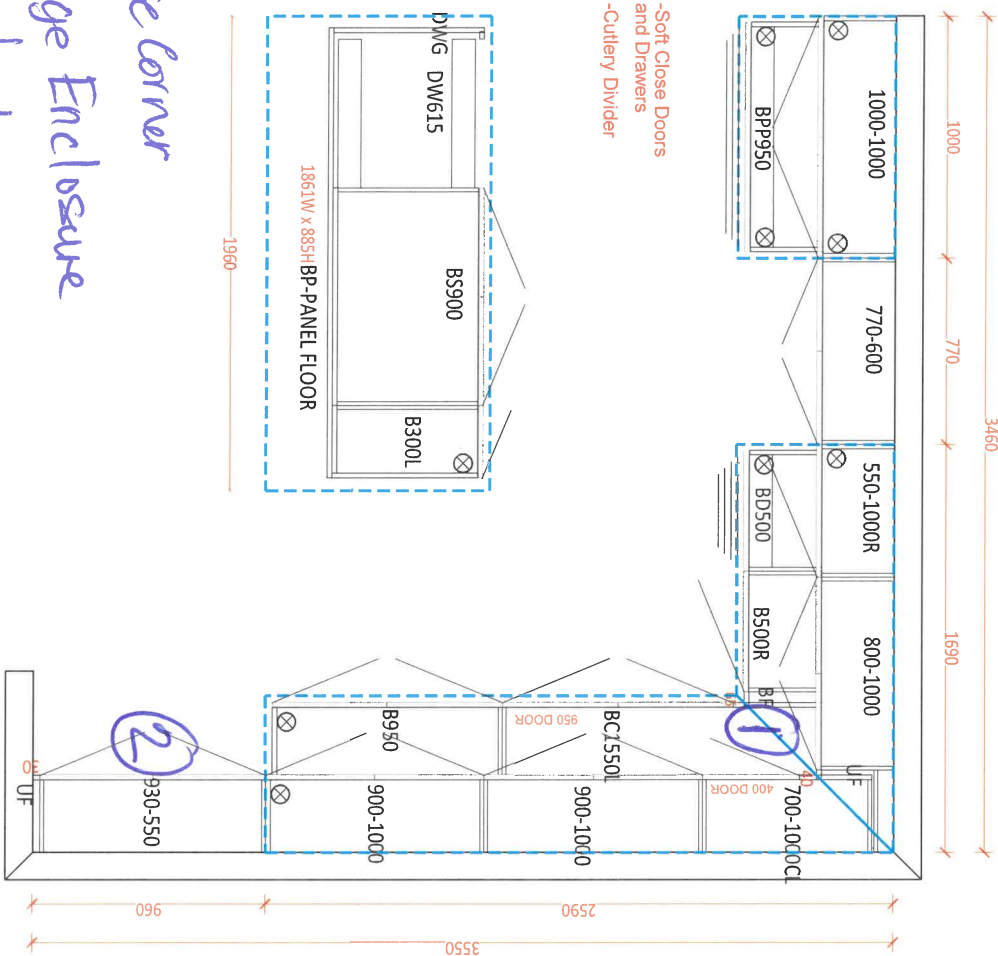 3460
1000
770
1690
1000-1000
770-600
550-1000R
800-1000
BPP950
BD500
B500R
BF
UF
-Soft Close Doors
and Drawers
-Cutlery Divider
DWG
DW615
BS900
B300L
1861W x 885H
BP-PANEL FLOOR
1960
1
40
400 DOOR
700-1000CL
950 DOOR
BC1550L
900-1000
B950
900-1000
2
930-550
30
UF
2590
960
3550
Corner
Enclosure